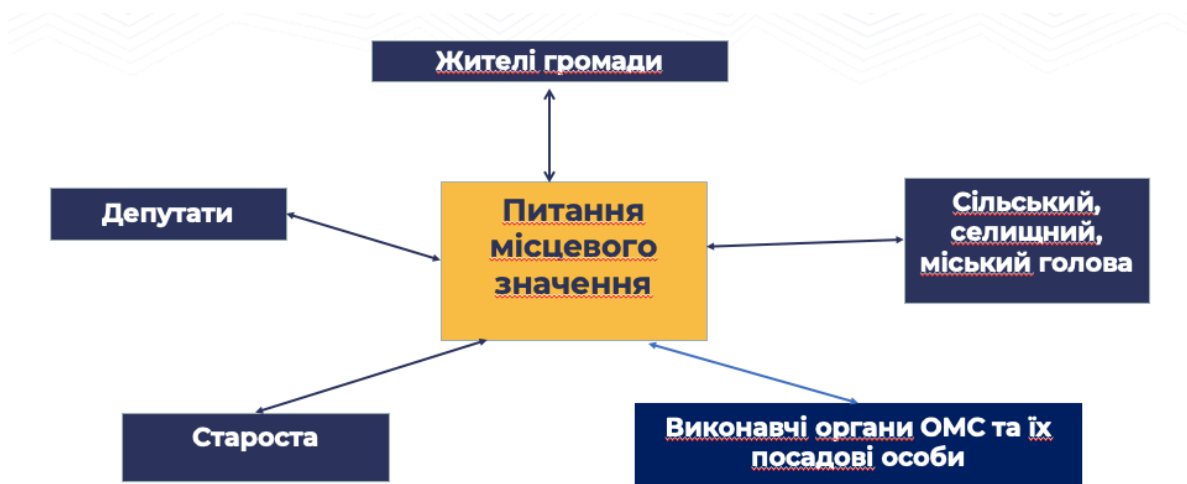 Жителі громади
Депутати
Питання
місцевого
значення
Сільський,
селищний,
міський голова
Староста
Виконавчі органи ОМС та їх
посадові особи